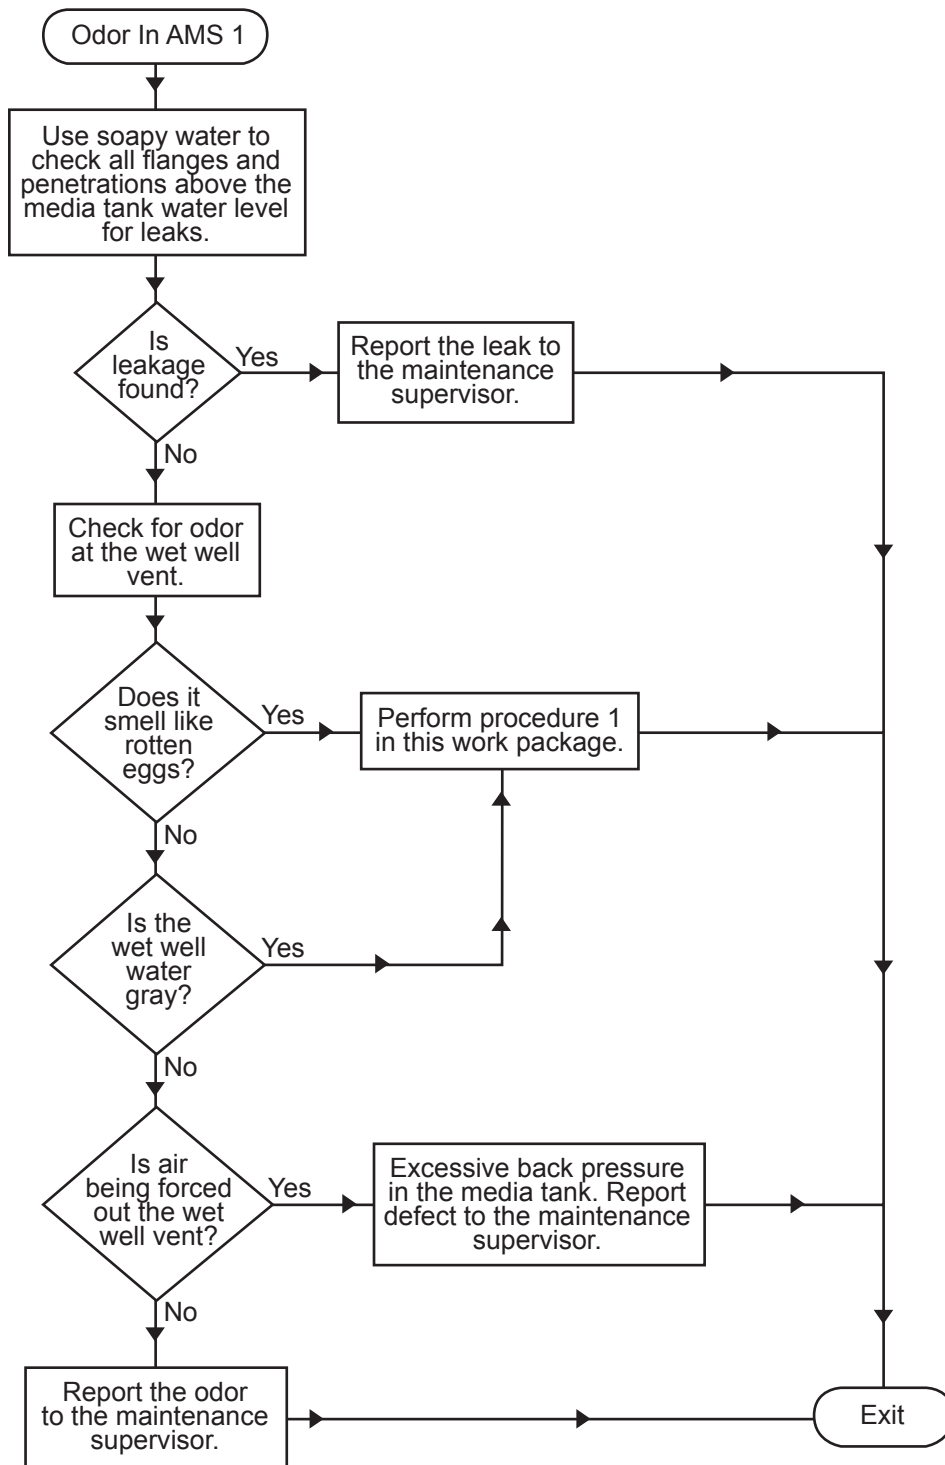 Odor In AMS 1
Use soapy water to
check all flanges and
penetrations above the
media tank water level
for leaks.
Is
leakage
found?
Yes
Report the leak to
the maintenance
supervisor.
No
Check for odor
at the wet well
vent.
Does it
smell like
rotten
eggs?
Yes
Perform procedure 1
in this work package.
No
Is the
wet well
water
gray?
Yes
No
Is air
being forced
out the wet
well vent?
Yes
Excessive back pressure
in the media tank. Report
defect to the maintenance
supervisor.
No
Report the odor
to the maintenance
supervisor.
Exit